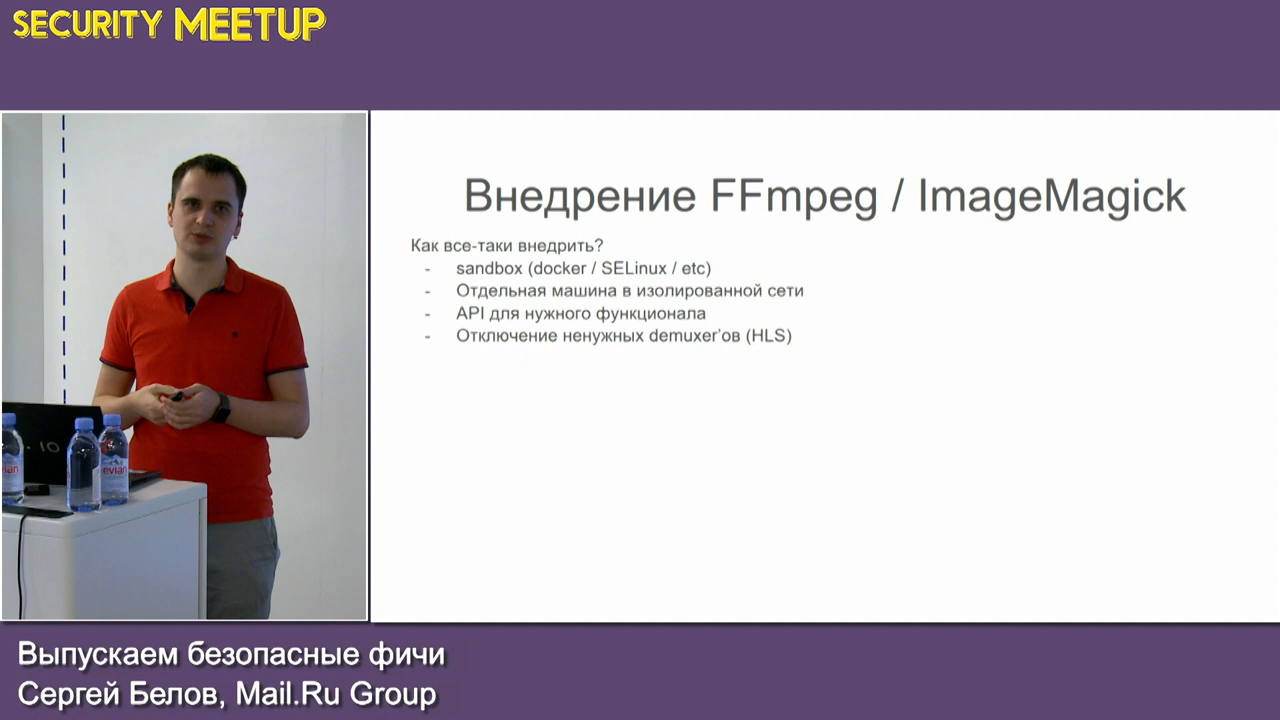 SECURITY MEETUP
Внедрение FFmpeg / ImageMagick
Как все-таки внедрить?
- sandbox (docker / SELinux / etc)
- Отдельная машина в изолированной сети
- API для нужного функционала
- Отключение ненужных demuxer’ов (HLS)
evian
Выпускаем безопасные фичи
Сергей Белов, Mail.Ru Group